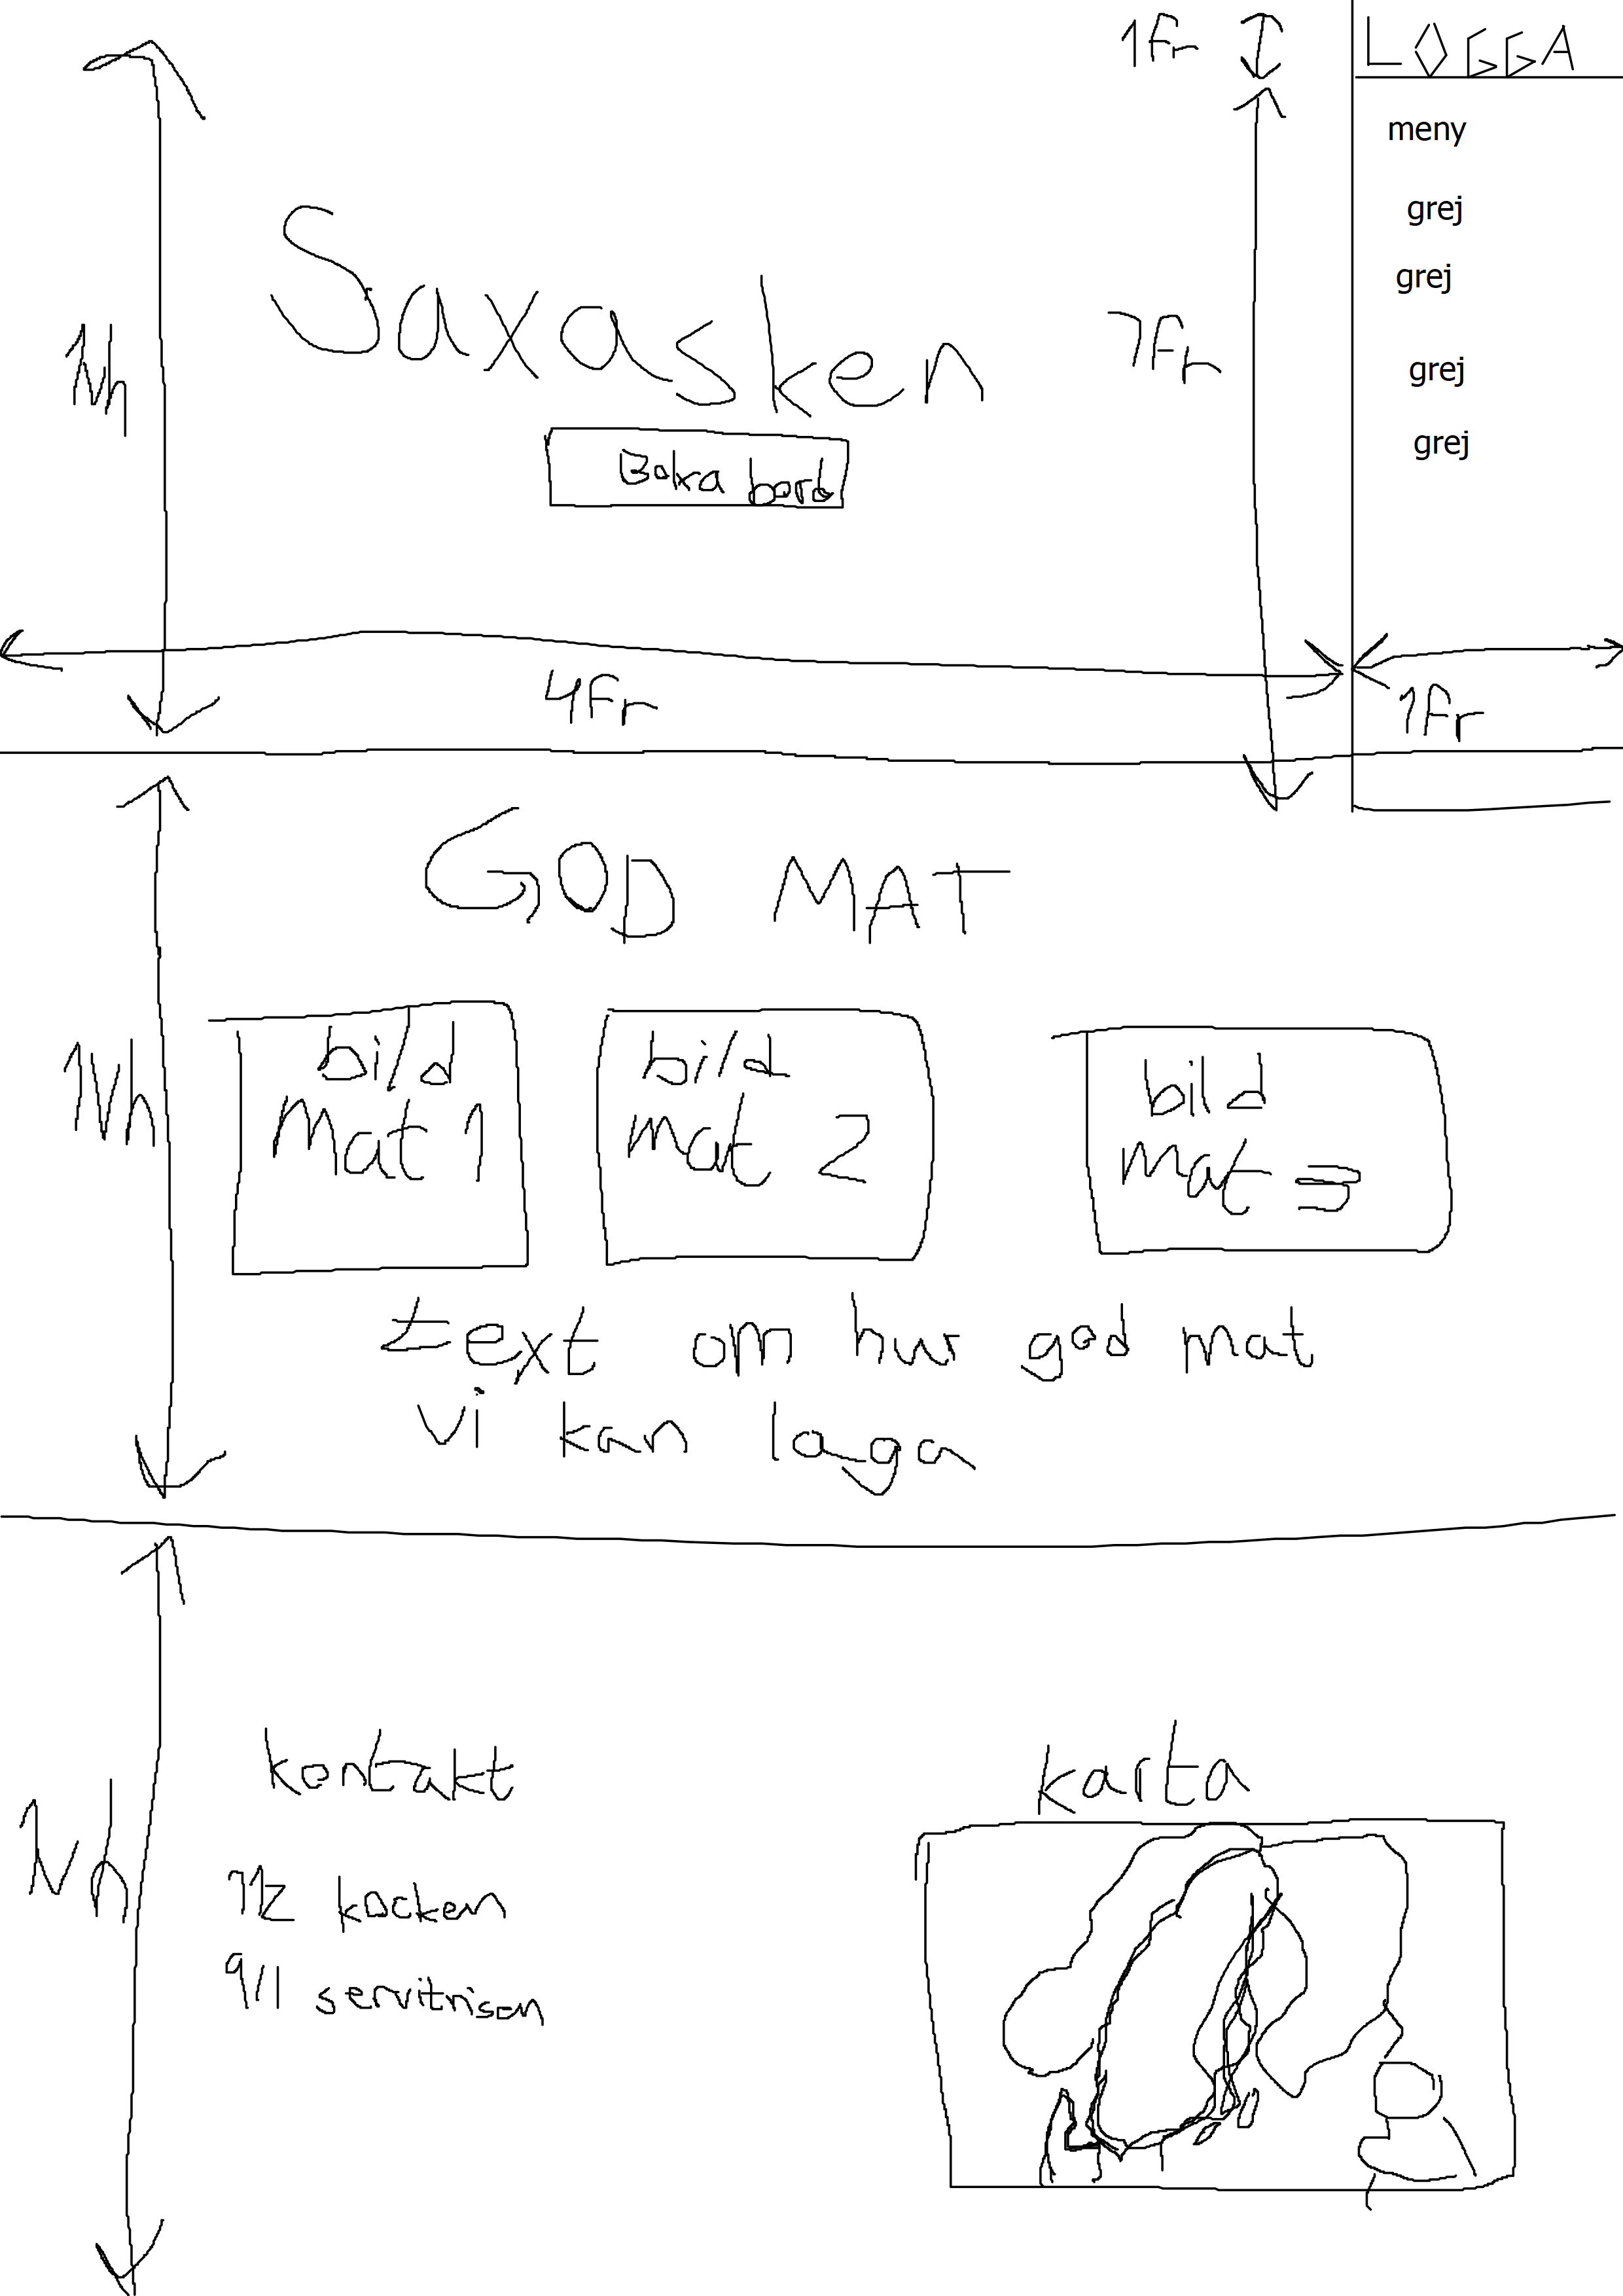 1Fr
LOGGA
meny
grej
grej
grej
grej
Saxasken
Boka bord
1Vh
7Fr
4Fr
1Fr
GOD MAT
1Vh
bild
mat 1
bild
mat 2
bild
mat 3
text om hur god mat
vi kan laga
kontakt
karta
1Vh
112 kocken
911 servitrisen